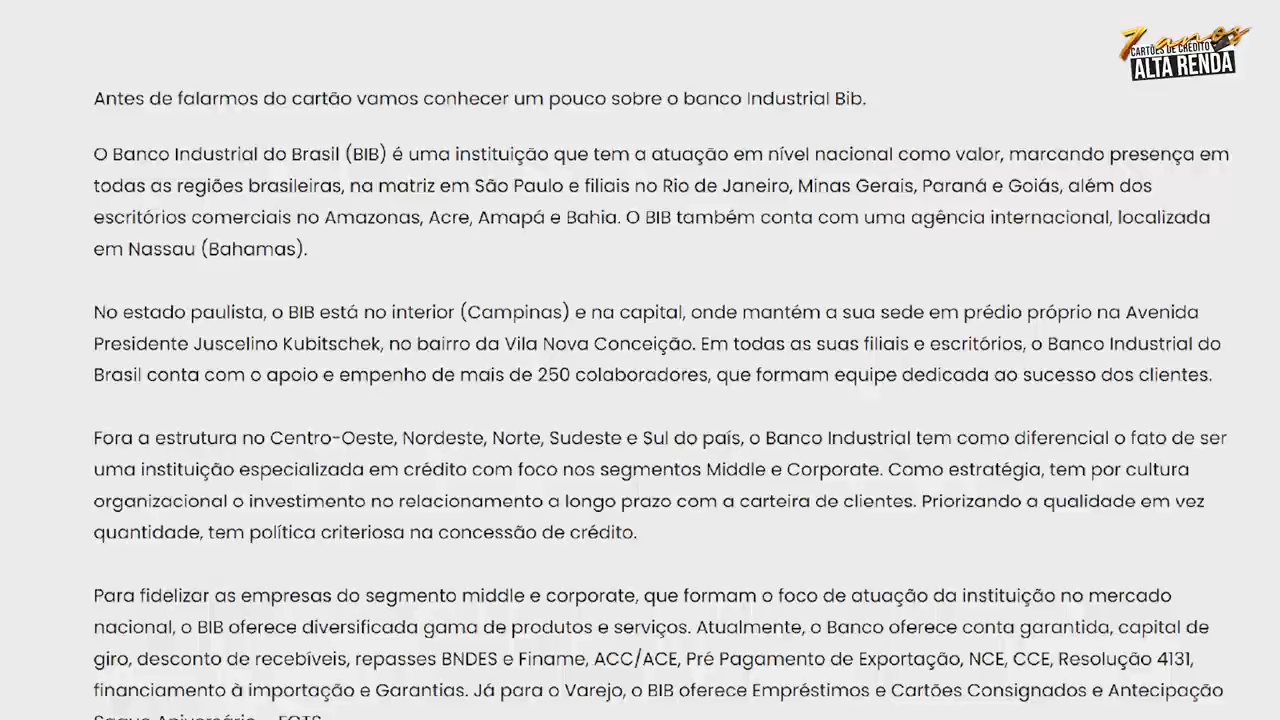 7 anos
CARTÕES DE CRÉDITO
ALTA RENDA
Antes de falarmos do cartão vamos conhecer um pouco sobre o banco Industrial Bib.
O Banco Industrial do Brasil (BIB) é uma instituição que tem a atuação em nível nacional como valor, marcando presença em
todas as regiões brasileiras, na matriz em São Paulo e filiais no Rio de Janeiro, Minas Gerais, Paraná e Goiás, além dos
escritórios comerciais no Amazonas, Acre, Amapá e Bahia. O BIB também conta com uma agência internacional, localizada
em Nassau (Bahamas).
No estado paulista, o BIB está no interior (Campinas) e na capital, onde mantém a sua sede em prédio próprio na Avenida
Presidente Juscelino Kubitschek, no bairro da Vila Nova Conceição. Em todas as suas filiais e escritórios, o Banco Industrial do
Brasil conta com o apoio e empenho de mais de 250 colaboradores, que formam equipe dedicada ao sucesso dos clientes.
Fora a estrutura no Centro-Oeste, Nordeste, Norte, Sudeste e Sul do país, o Banco Industrial tem como diferencial o fato de ser
uma instituição especializada em crédito com foco nos segmentos Middle e Corporate. Como estratégia, tem por cultura
organizacional o investimento no relacionamento a longo prazo com a carteira de clientes. Priorizando a qualidade em vez
quantidade, tem política criteriosa na concessão de crédito.
Para fidelizar as empresas do segmento middle e corporate, que formam o foco de atuação da instituição no mercado
nacional, o BIB oferece diversificada gama de produtos e serviços. Atualmente, o Banco oferece conta garantida, capital de
giro, desconto de recebíveis, repasses BNDES e Finame, ACC/ACE, Pré Pagamento de Exportação, NCE, CCE, Resolução 4131,
financiamento à importação e Garantias. Já para o Varejo, o BIB oferece Empréstimos e Cartões Consignados e Antecipação
Saque Aniversário – FGTS